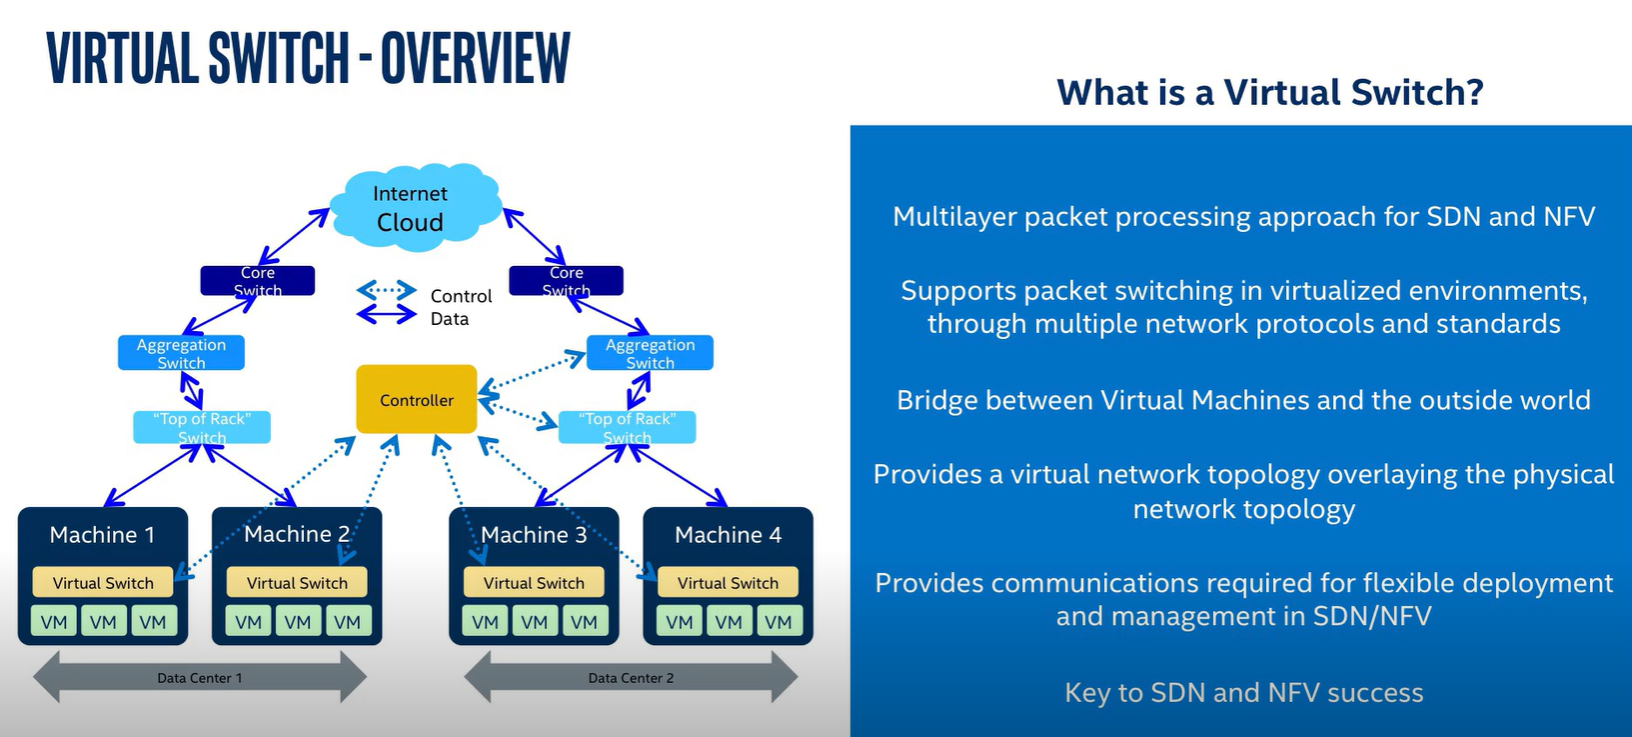 VIRTUAL SWITCH - OVERVIEW
What is a Virtual Switch?
Internet
Cloud
Core
Switch
Core
Switch
Control
Data
Aggregation
Switch
Aggregation
Switch
Controller
“Top of Rack”
Switch
“Top of Rack”
Switch
Machine 1
Machine 2
Machine 3
Machine 4
Virtual Switch
Virtual Switch
Virtual Switch
Virtual Switch
VM VM VM
VM VM VM
VM VM VM
VM VM VM
Data Center 1
Data Center 2
Multilayer packet processing approach for SDN and NFV
Supports packet switching in virtualized environments,
through multiple network protocols and standards
Bridge between Virtual Machines and the outside world
Provides a virtual network topology overlaying the physical
network topology
Provides communications required for flexible deployment
and management in SDN/NFV
Key to SDN and NFV success